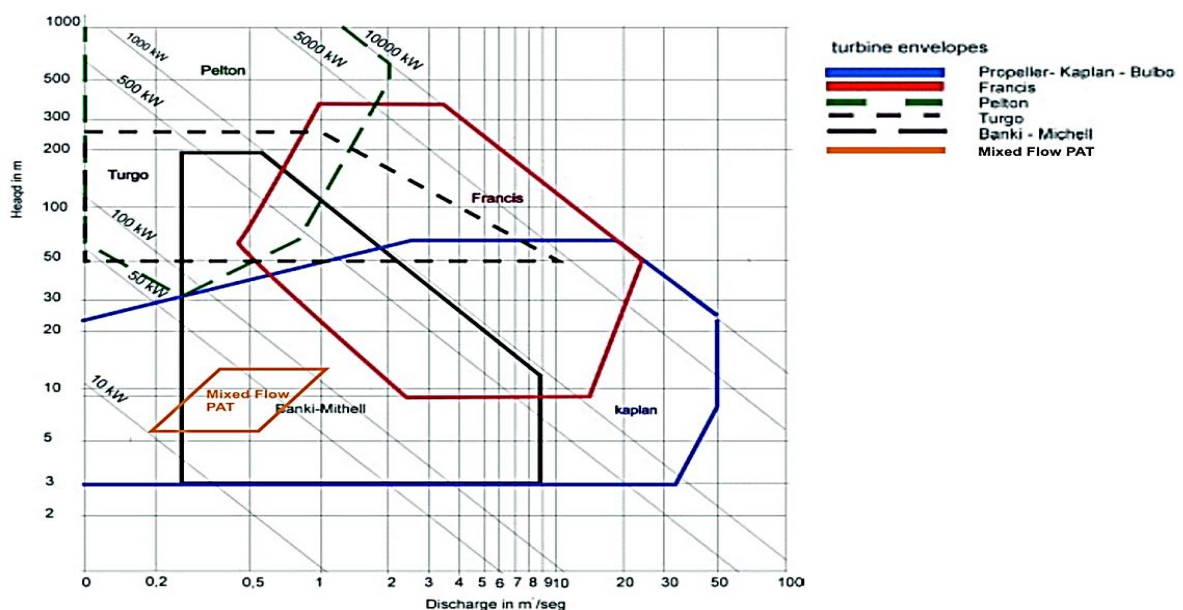 1000
500
300
200
100
50
30
20
10
5
3
2
Heaqd in m
1000 kW
500 kW
100 kW
50 kW
10 kW
5000 kW
10000 kW
Pelton
Turgo
Francis
Mixed Flow
PAT
Banki-Mithell
kaplan
0 0,2 0,5 1 2 3 4 5 6 7 8 9 10 20 30 50 100
Discharge in m³/seg
turbine envelopes
Propeller- Kaplan - Bulbo
Francis
Pelton
Turgo
Banki - Michell
Mixed Flow PAT